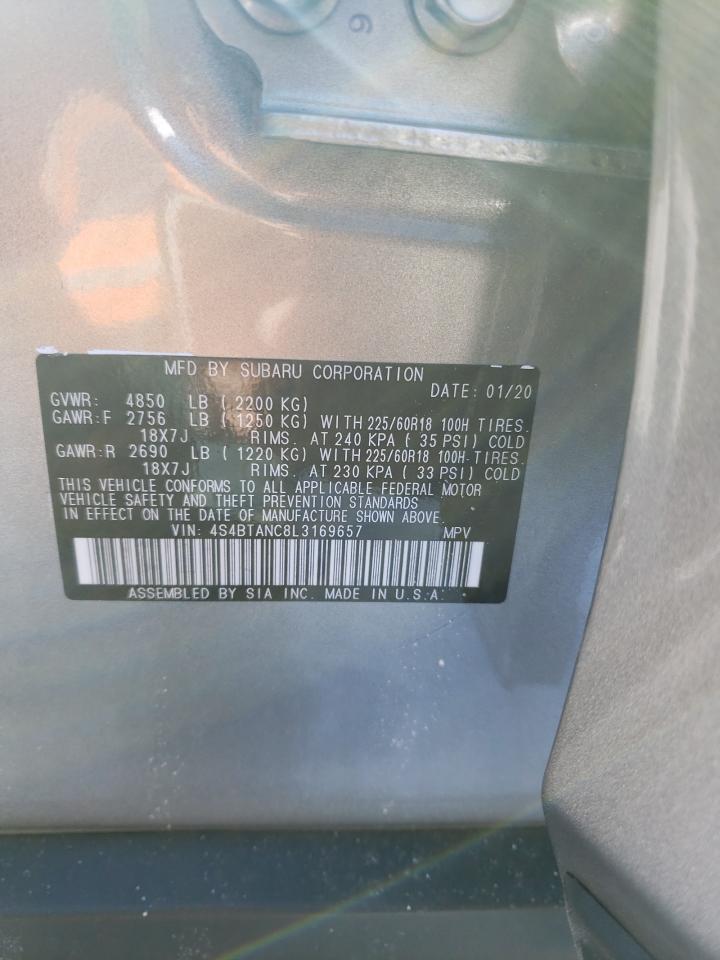 6
MFD BY SUBARU CORPORATION
DATE: 01/20
GVWR: 4850 LB ( 2200 KG)
GAWR:F 2756 LB ( 1250 KG) WITH 225/60R18 100H TIRES.
18X7J RIMS. AT 240 KPA ( 35 PSI) COLD
GAWR:R 2690 LB ( 1220 KG) WITH 225/60R18 100H TIRES.
18X7J RIMS. AT 230 KPA ( 33 PSI) COLD
THIS VEHICLE CONFORMS TO ALL APPLICABLE FEDERAL MOTOR
VEHICLE SAFETY AND THEFT PREVENTION STANDARDS
IN EFFECT ON THE DATE OF MANUFACTURE SHOWN ABOVE.
VIN: 4S4BTANC8L3169657 MPV
ASSEMBLED BY SIA INC. MADE IN U.S.A.